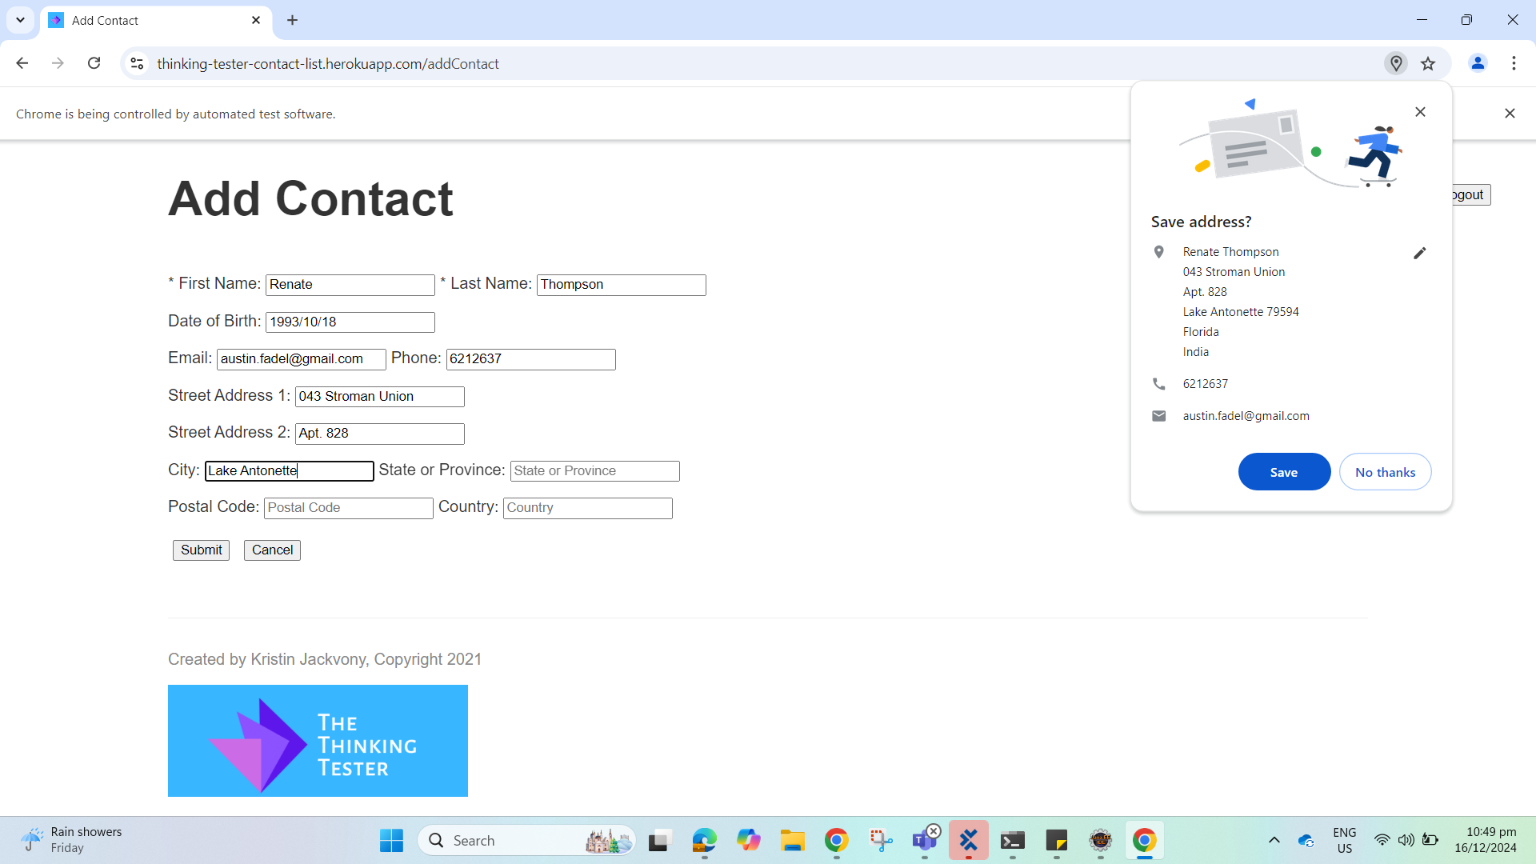 Add Contact
thinking-tester-contact-list.herokuapp.com/addContact
Chrome is being controlled by automated test software.
Add Contact
ogout
* First Name: Renate * Last Name: Thompson
Date of Birth: 1993/10/18
Email: austin.fadel@gmail.com Phone: 6212637
Street Address 1: 043 Stroman Union
Street Address 2: Apt. 828
City: Lake Antonette State or Province: State or Province
Postal Code: Postal Code Country: Country
Submit Cancel
Save address?
Renate Thompson
043 Stroman Union
Apt. 828
Lake Antonette 79594
Florida
India
6212637
austin.fadel@gmail.com
Save No thanks
Created by Kristin Jackvony, Copyright 2021
THE
THINKING
TESTER
Rain showers
Friday
Search
ENG
US
10:49 pm
16/12/2024